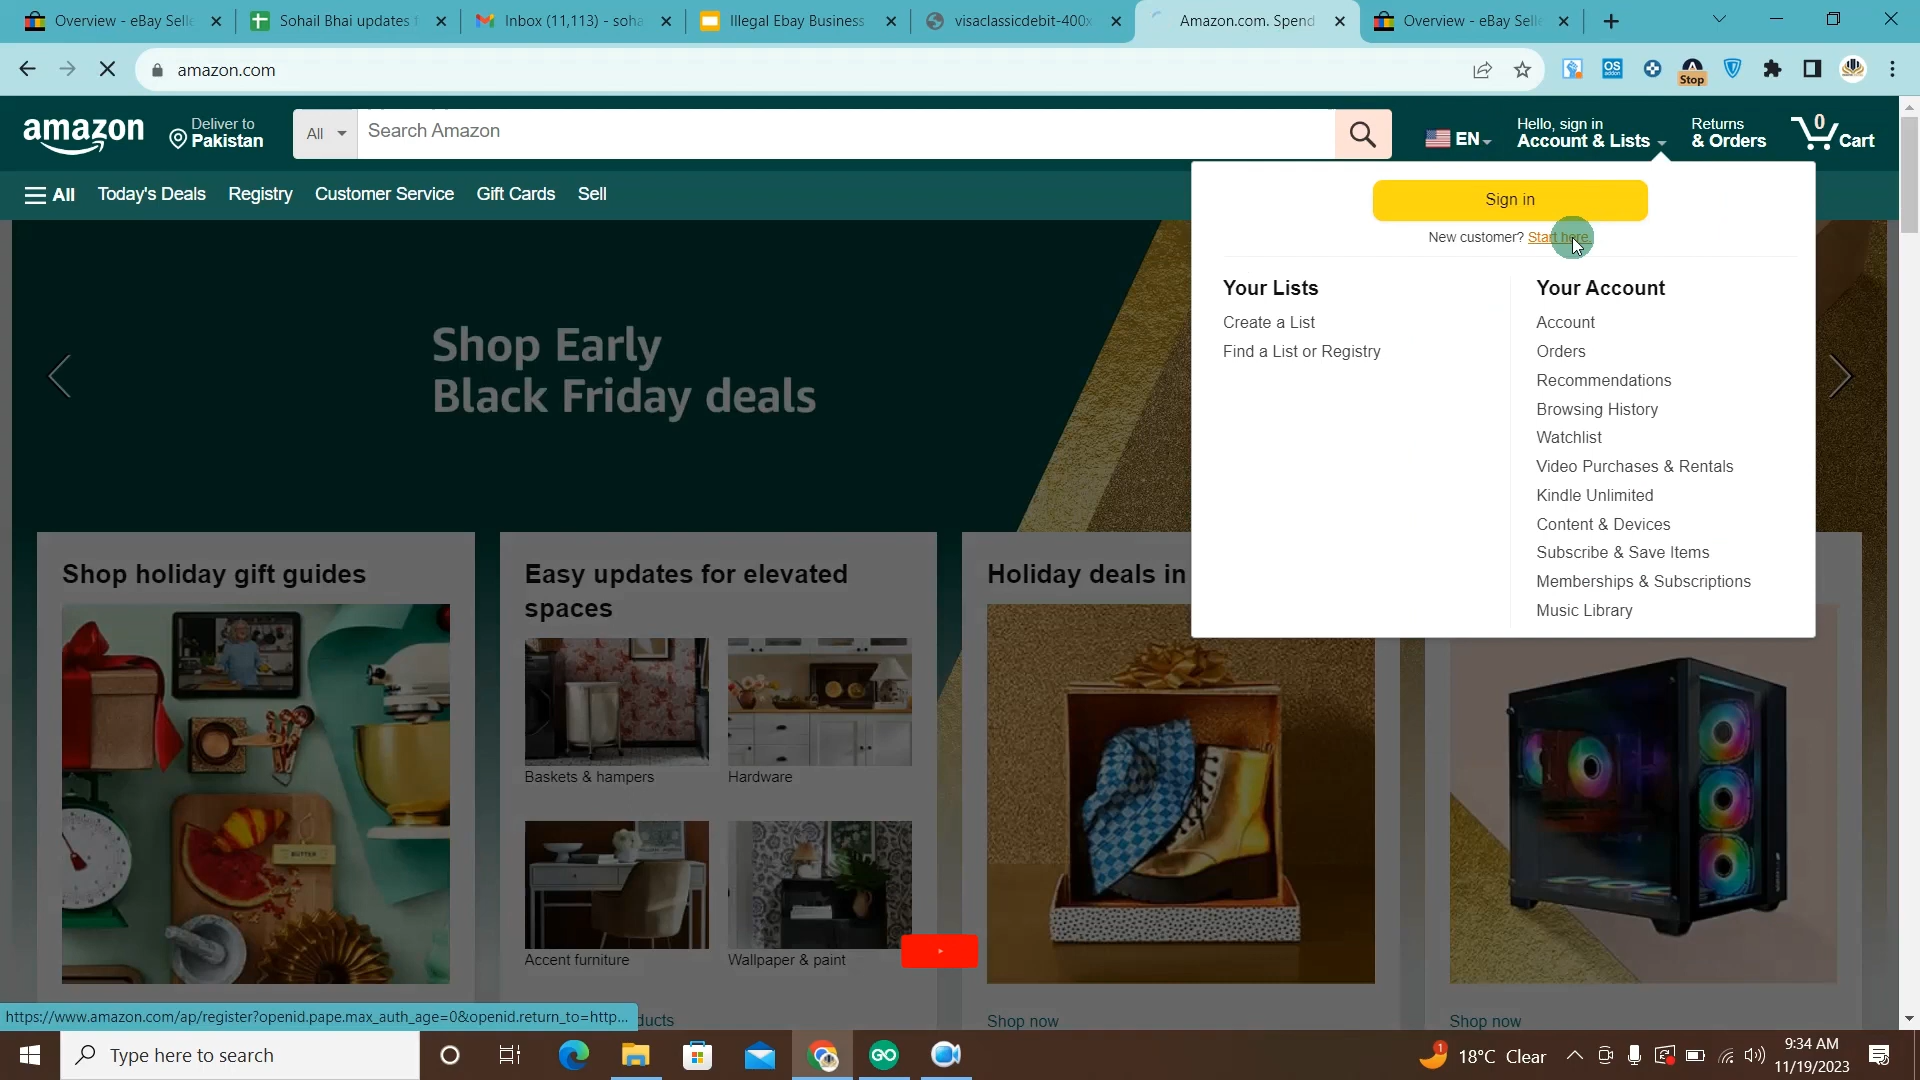 Overview - eBay Selle
Sohail Bhai updates f
Inbox (11,113) - soha
Illegal Ebay Business
visaclassicdebit-400x
Amazon.com. Spend
Overview - eBay Selle
amazon.com
OS
addon
Stop
amazon
Deliver to
Pakistan
All
Search Amazon
EN
Hello, sign in
Account & Lists
Returns
& Orders
0
Cart
All
Today's Deals
Registry
Customer Service
Gift Cards
Sell
Sign in
New customer? Start here.
Your Lists
Create a List
Find a List or Registry
Your Account
Account
Orders
Recommendations
Browsing History
Watchlist
Video Purchases & Rentals
Kindle Unlimited
Content & Devices
Subscribe & Save Items
Memberships & Subscriptions
Music Library
Shop Early
Black Friday deals
Shop holiday gift guides
BUTTER
Easy updates for elevated
spaces
Baskets & hampers
Hardware
Accent furniture
Wallpaper & paint
Holiday deals in
Shop now
Shop now
https://www.amazon.com/ap/register?openid.pape.max_auth_age=0&openid.return_to=http...
ducts
Type here to search
GO
1
18°C Clear
9:34 AM
11/19/2023